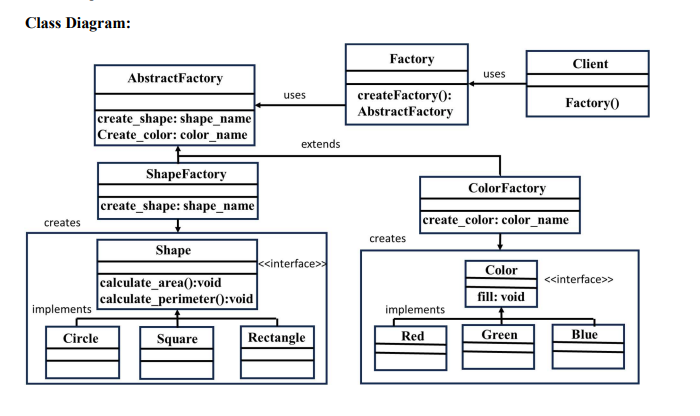 Class Diagram:
AbstractFactory
create_shape: shape_name
Create_color: color_name
uses
Factory
createFactory():
AbstractFactory
uses
Client
Factory()
extends
ShapeFactory
create_shape: shape_name
ColorFactory
create_color: color_name
creates
Shape
<<interface>>
calculate_area():void
calculate_perimeter():void
implements
Circle
Square
Rectangle
creates
Color
<<interface>>
fill: void
implements
Red
Green
Blue